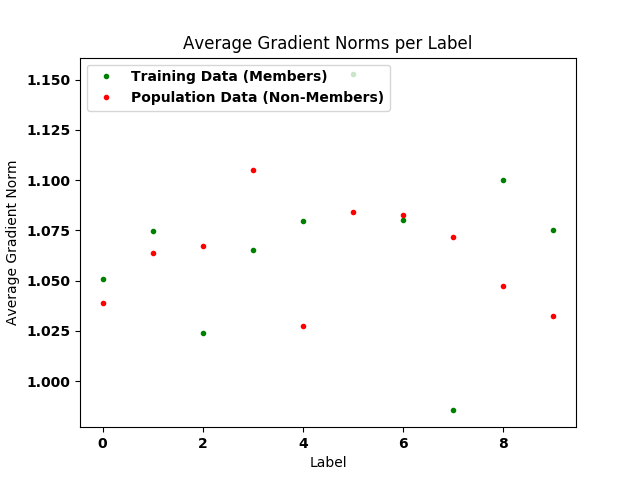 Average Gradient Norms per Label
Training Data (Members)
Population Data (Non-Members)
1.150
1.125
1.100
1.075
1.050
1.025
1.000
Average Gradient Norm
0 2 4 6 8
Label